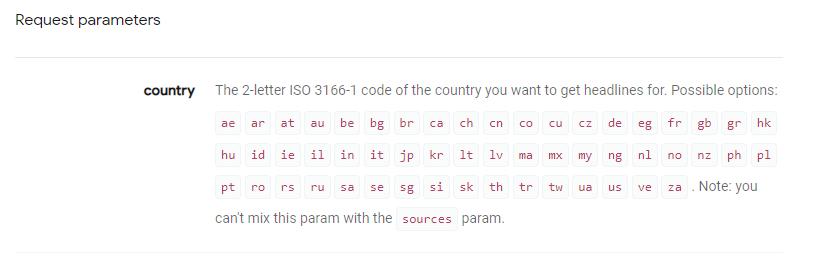 Request parameters
country The 2-letter ISO 3166-1 code of the country you want to get headlines for. Possible options:
ae ar at au be bg br ca ch cn co cu cz de eg fr gb gr hk
hu id ie il in it jp kr lt lv ma mx my ng nl no nz ph pl
pt ro rs ru sa se sg si sk th tr tw ua us ve za . Note: you
can't mix this param with the sources param.